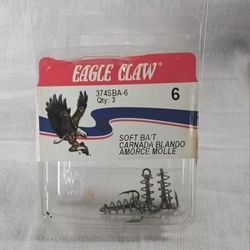 EAGLE CLAW®
374SBA-6
Qty: 3
6
SOFT BAIT
CARNADA BLANDO
AMORCE MOLLE